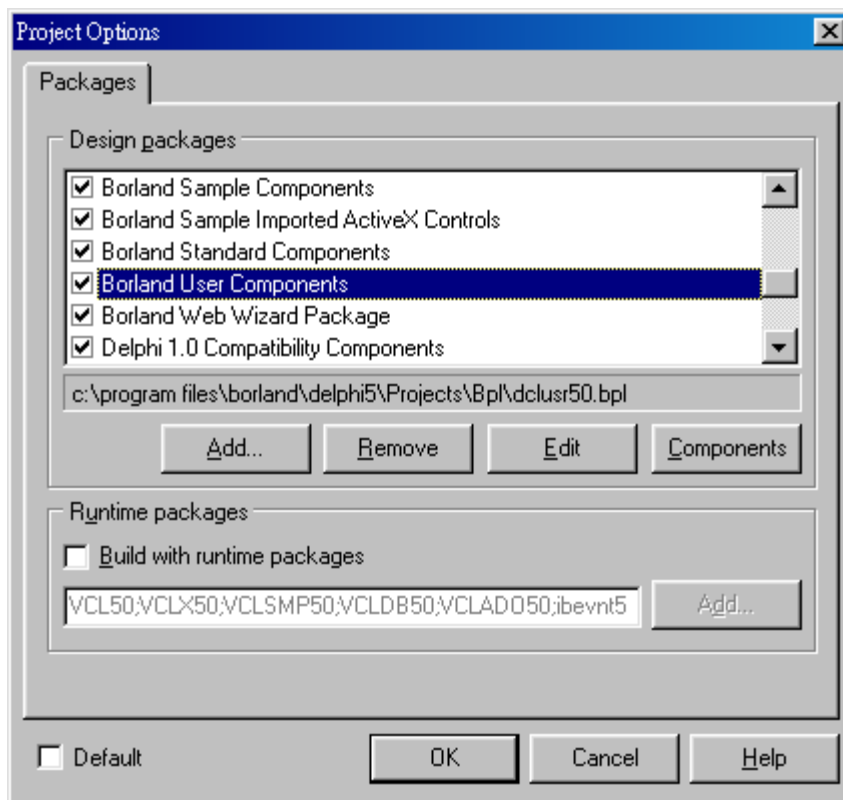 Project Options
Packages
Design packages
Borland Sample Components
Borland Sample Imported ActiveX Controls
Borland Standard Components
Borland User Components
Borland Web Wizard Package
Delphi 1.0 Compatibility Components
c:\program files\borland\delphi5\Projects\Bpl\dclusr50.bpl
Add... Remove Edit Components
Runtime packages
Build with runtime packages
VCL50;VCLX50;VCLSMP50;VCLDB50;VCLADO50;ibevnt5 Add...
Default OK Cancel Help